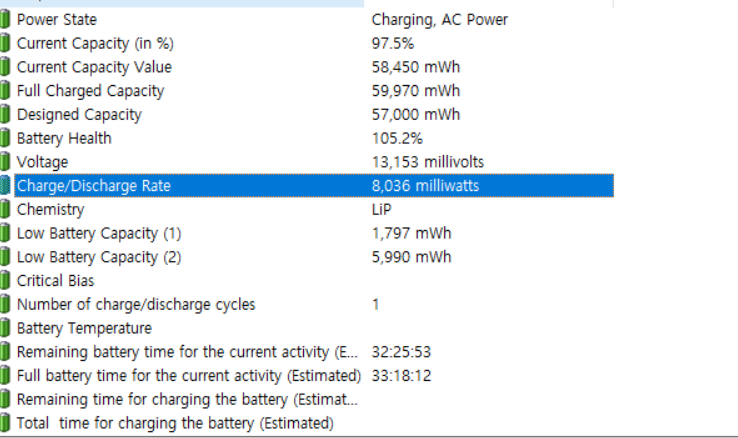 Power State Charging, AC Power
Current Capacity (in %) 97.5%
Current Capacity Value 58,450 mWh
Full Charged Capacity 59,970 mWh
Designed Capacity 57,000 mWh
Battery Health 105.2%
Voltage 13,153 millivolts
Charge/Discharge Rate 8,036 milliwatts
Chemistry LiP
Low Battery Capacity (1) 1,797 mWh
Low Battery Capacity (2) 5,990 mWh
Critical Bias
Number of charge/discharge cycles 1
Battery Temperature
Remaining battery time for the current activity (E... 32:25:53
Full battery time for the current activity (Estimated) 33:18:12
Remaining time for charging the battery (Estimat...
Total  time for charging the battery (Estimated)